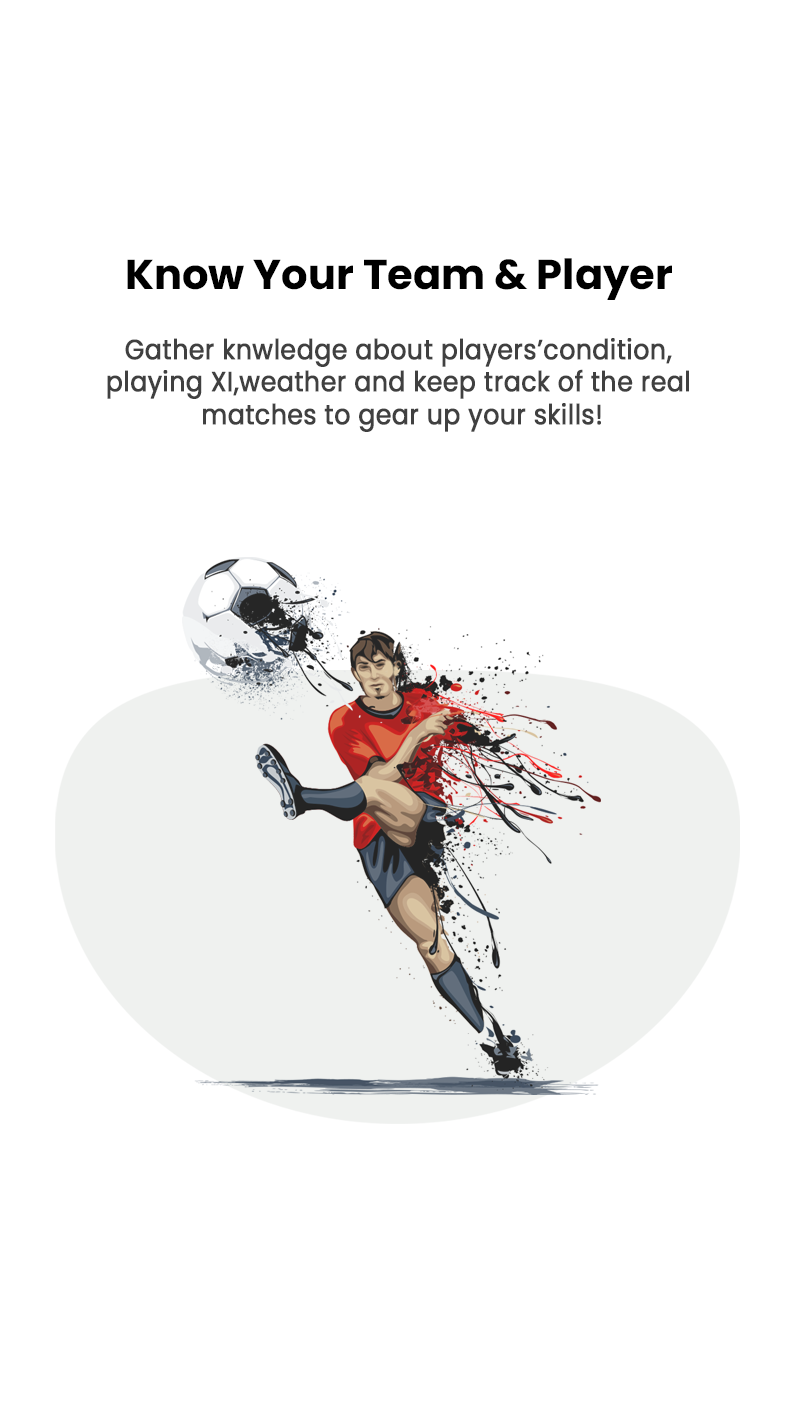 Know Your Team & Player
Gather knwledge about players’condition,
playing XI,weather and keep track of the real
matches to gear up your skills!